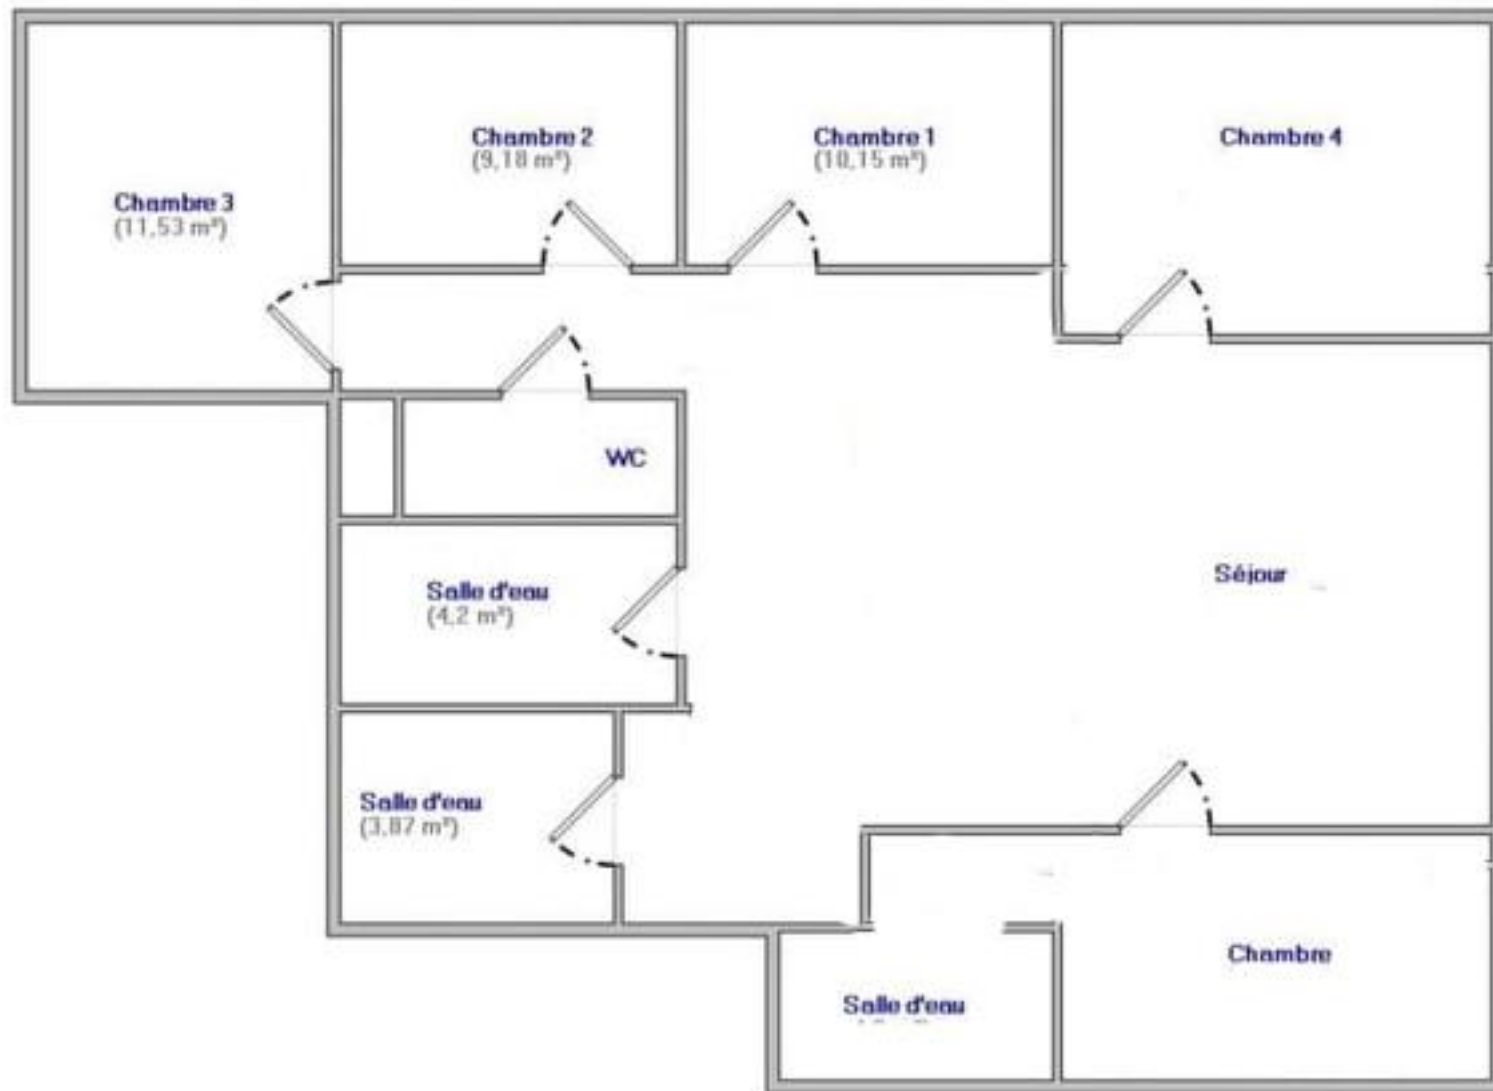 Chambre 2
(9,18 m²)
Chambre 1
(10,15 m²)
Chambre 4
Chambre 3
(11,53 m²)
WC
Séjour
Salle d'eau
(4,2 m²)
Salle d'eau
(3,87 m²)
Chambre
Salle d'eau